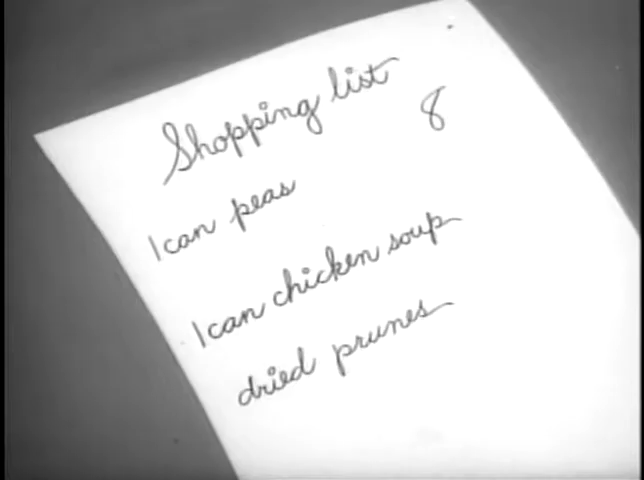 Shopping list
8
1 can peas
1 can chicken soup
dried prunes